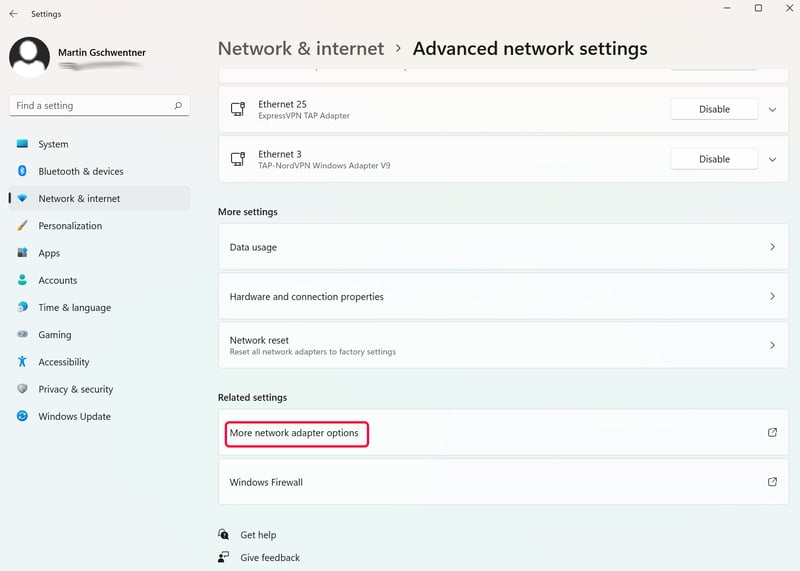 Settings
Martin Gschwentner
Find a setting
System
Bluetooth & devices
Network & internet
Personalization
Apps
Accounts
Time & language
Gaming
Accessibility
Privacy & security
Windows Update
Network & internet > Advanced network settings
Ethernet 25
ExpressVPN TAP Adapter
Disable
Ethernet 3
TAP-NordVPN Windows Adapter V9
Disable
More settings
Data usage
Hardware and connection properties
Network reset
Reset all network adapters to factory settings
Related settings
More network adapter options
Windows Firewall
Get help
Give feedback